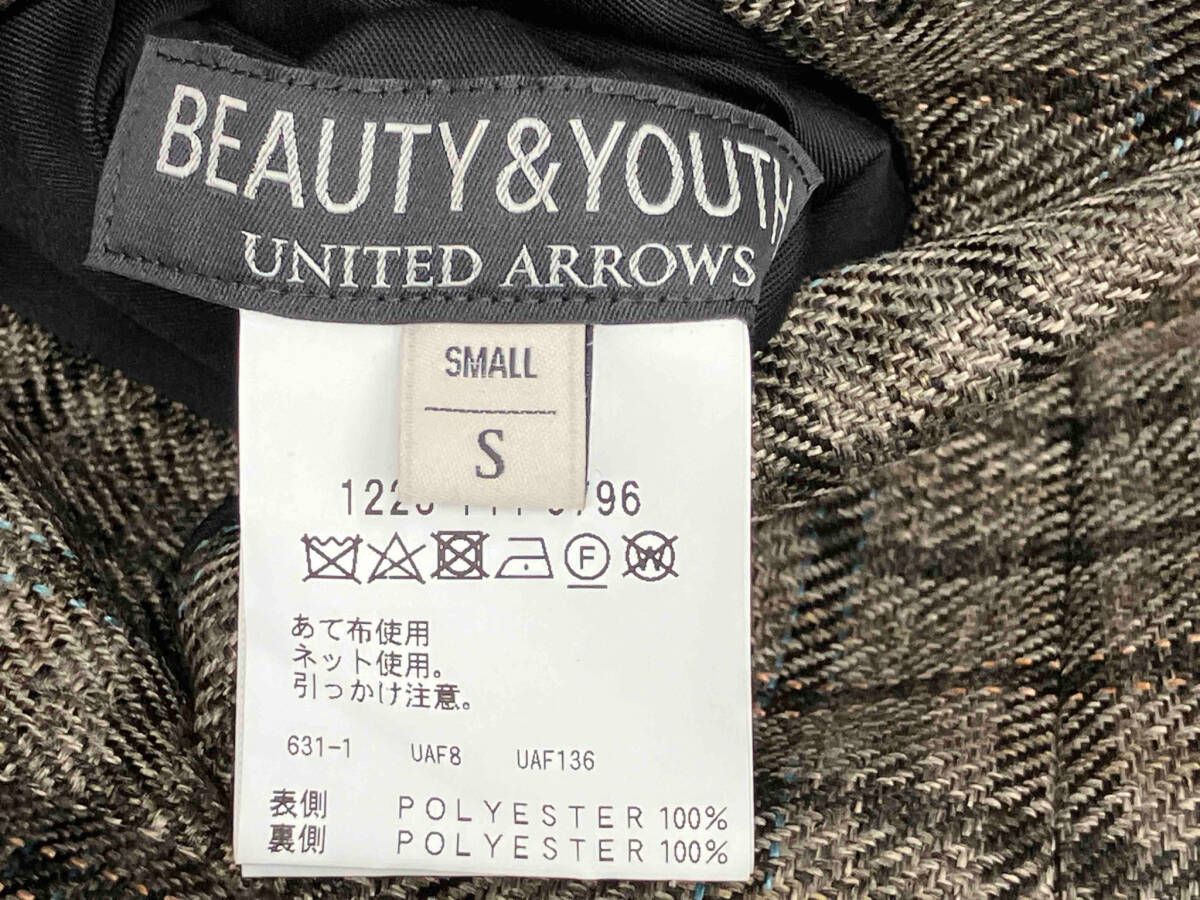 BEAUTY&YOUTH
UNITED ARROWS
SMALL
S
F
W
あて布使用
ネット使用。
引っかけ注意。
631-1 UAF8 UAF136
表側 POLYESTER 100%
裏側 POLYESTER 100%